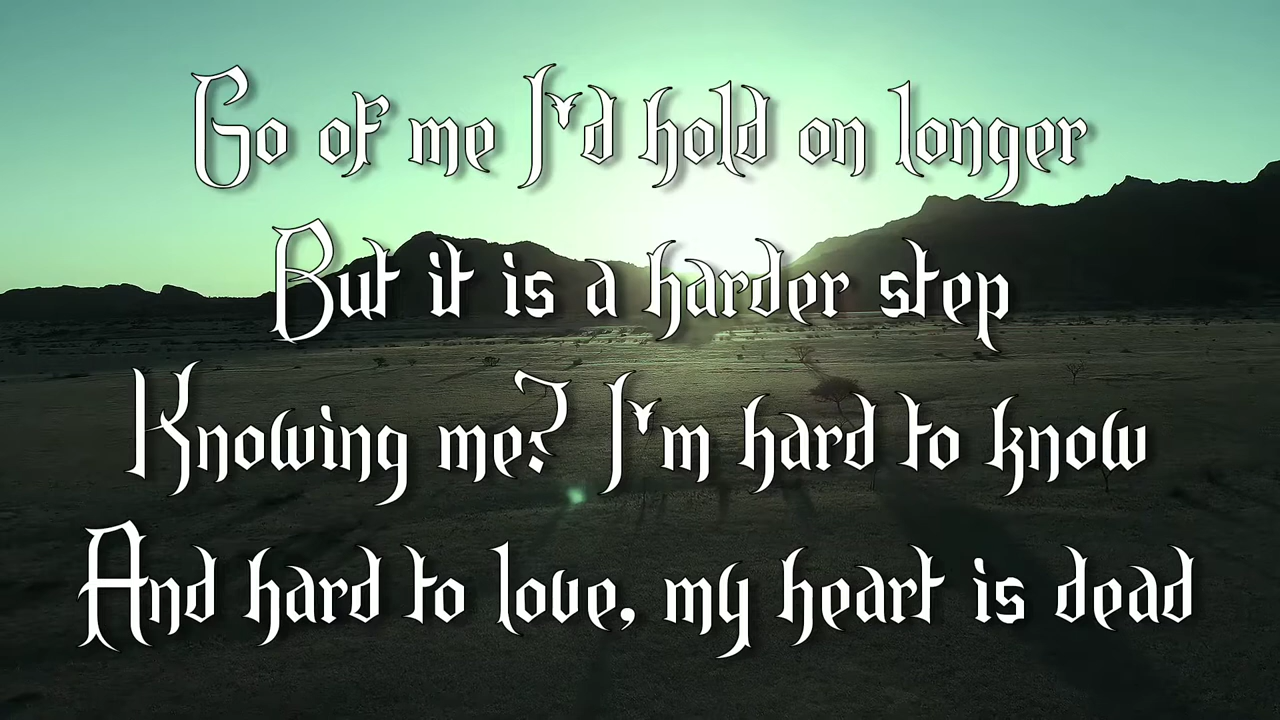 Go of me I'd hold on longer
But it is a harder step
Knowing me? I'm hard to know
And hard to love, my heart is dead